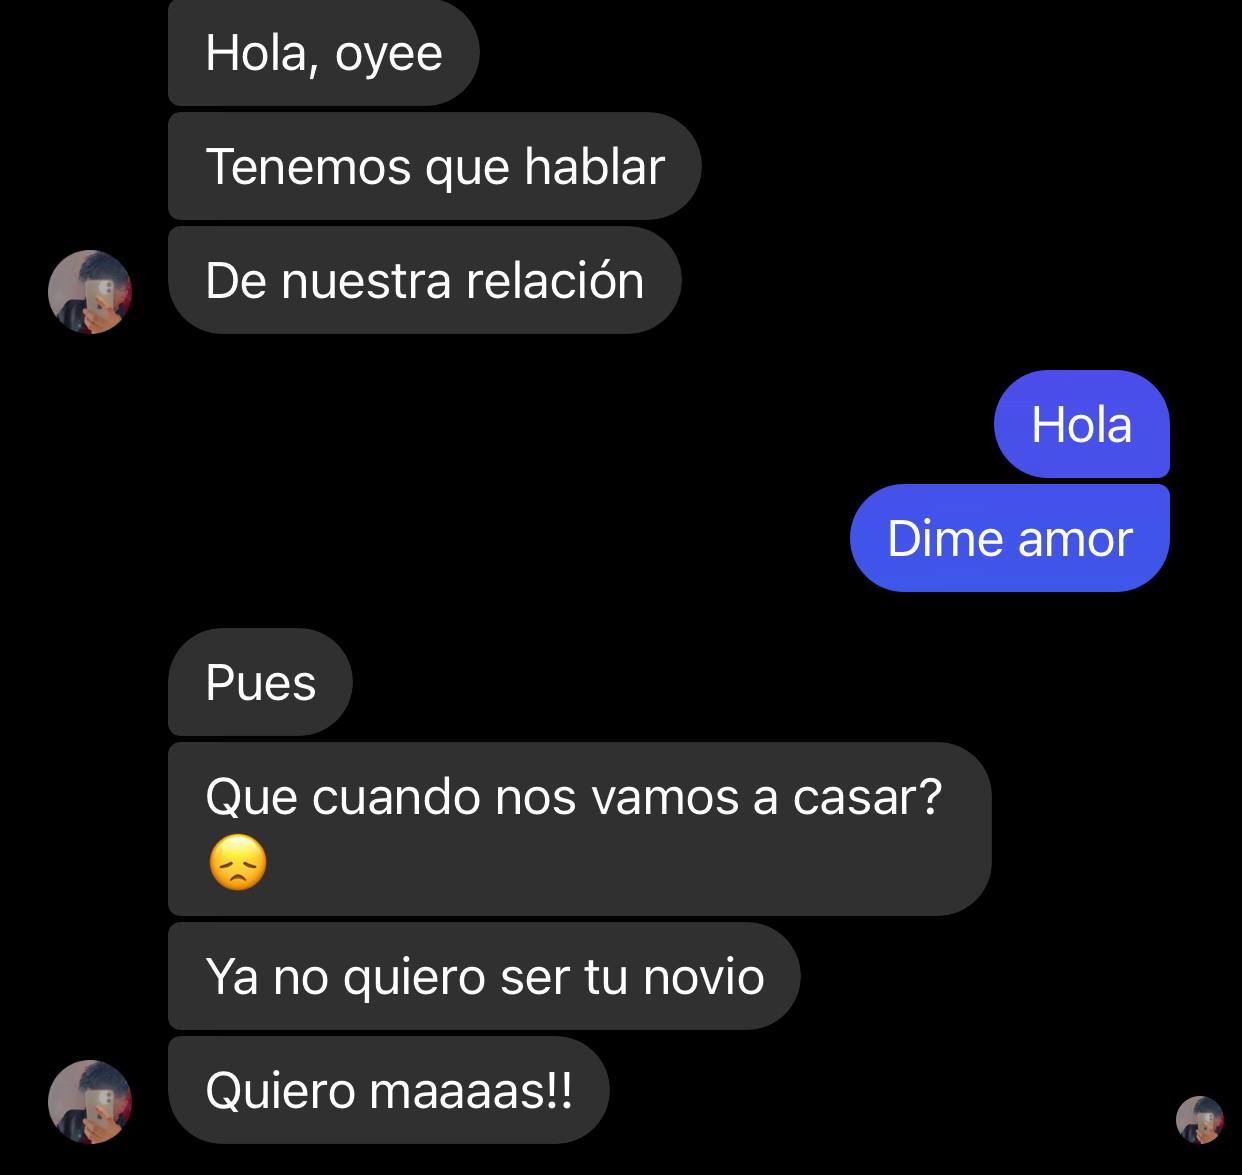 Hola, oyee
Tenemos que hablar
De nuestra relación
Hola
Dime amor
Pues
Que cuando nos vamos a casar?
😞
Ya no quiero ser tu novio
Quiero maaaas!!